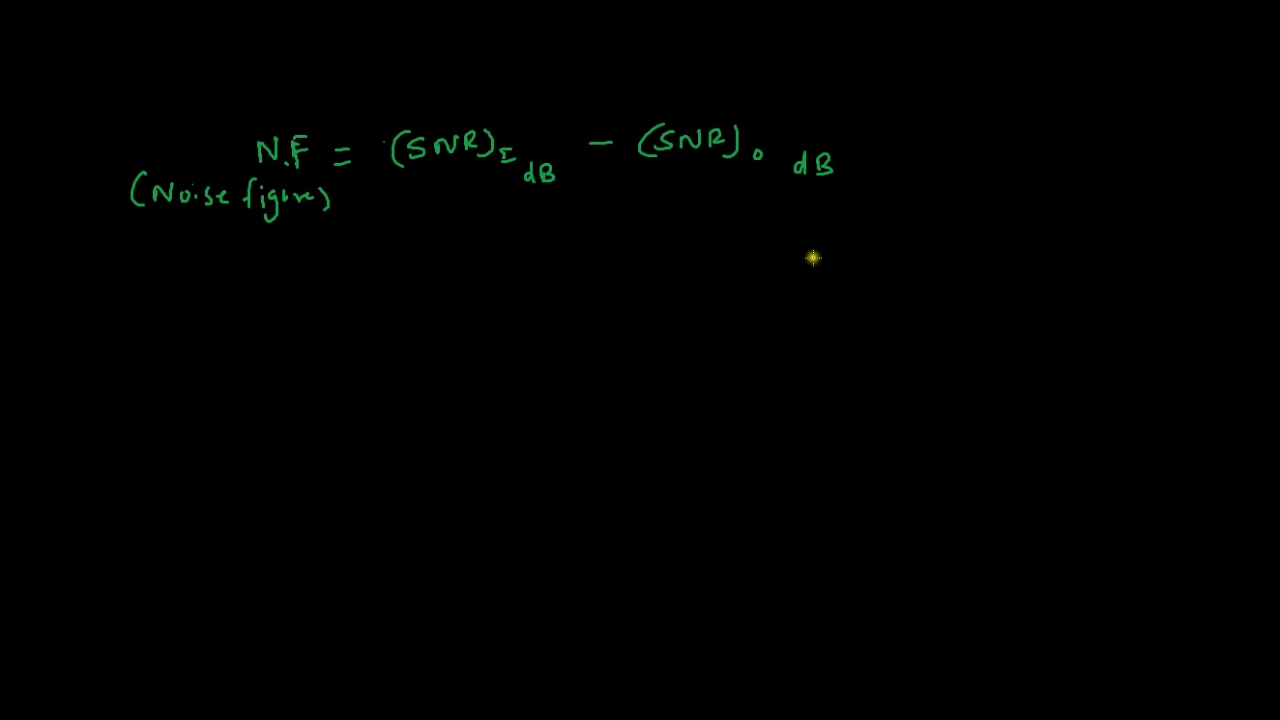 N.F = (SNR)I dB - (SNR)o dB
(Noise figure)